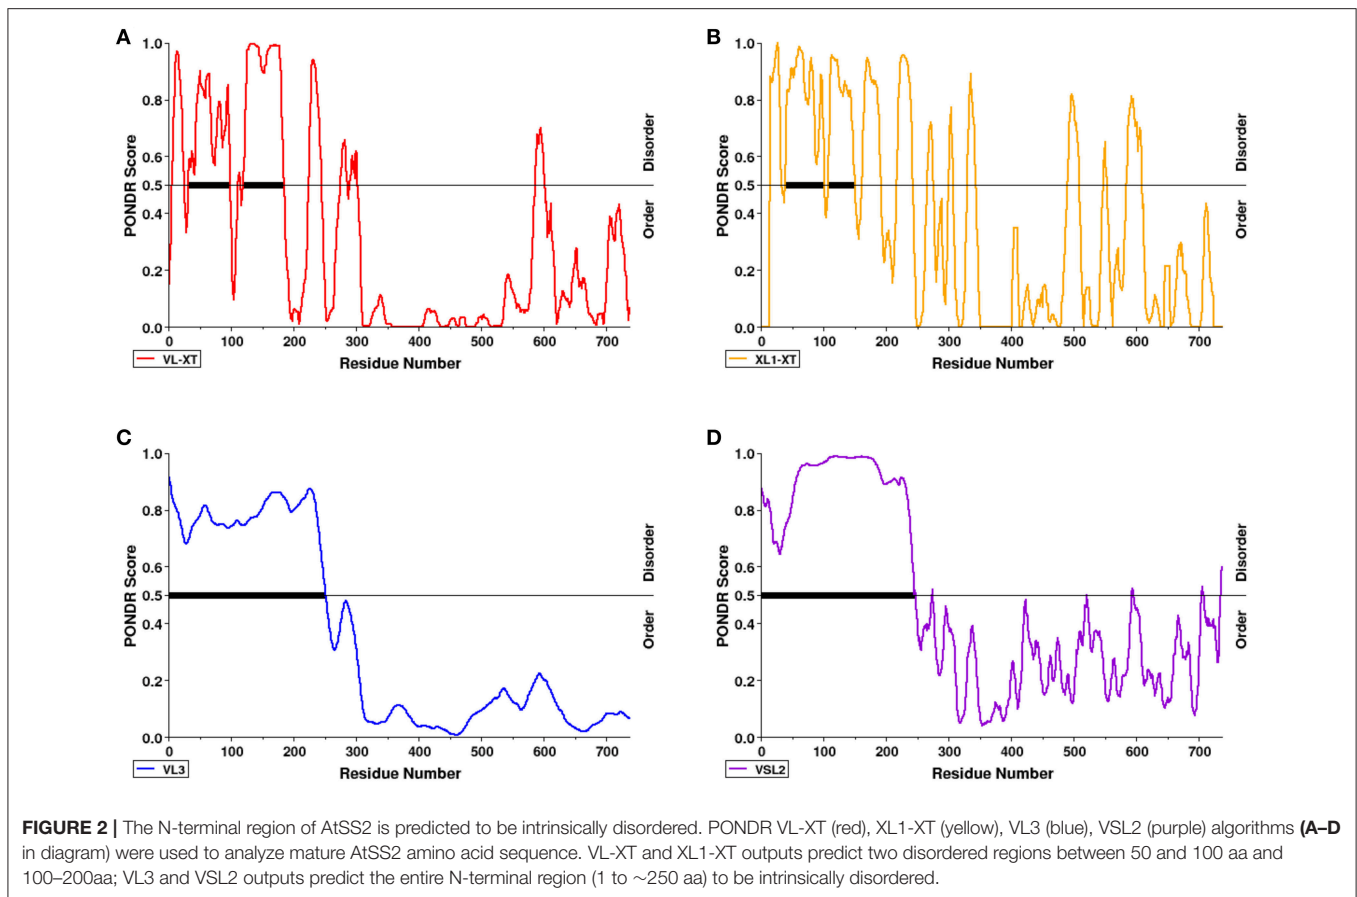 A
1.0
0.8
0.6
0.5
0.4
0.2
0.0
PONDR Score
Disorder
Order
0 100 200 300 400 500 600 700
Residue Number
VL-XT
B
1.0
0.8
0.6
0.5
0.4
0.2
0.0
PONDR Score
Disorder
Order
0 100 200 300 400 500 600 700
Residue Number
XL1-XT
C
1.0
0.8
0.6
0.5
0.4
0.2
0.0
PONDR Score
Disorder
Order
0 100 200 300 400 500 600 700
Residue Number
VL3
D
1.0
0.8
0.6
0.5
0.4
0.2
0.0
PONDR Score
Disorder
Order
0 100 200 300 400 500 600 700
Residue Number
VSL2
FIGURE 2 | The N-terminal region of AtSS2 is predicted to be intrinsically disordered. PONDR VL-XT (red), XL1-XT (yellow), VL3 (blue), VSL2 (purple) algorithms (A–D
in diagram) were used to analyze mature AtSS2 amino acid sequence. VL-XT and XL1-XT outputs predict two disordered regions between 50 and 100 aa and
100–200aa; VL3 and VSL2 outputs predict the entire N-terminal region (1 to ∼250 aa) to be intrinsically disordered.